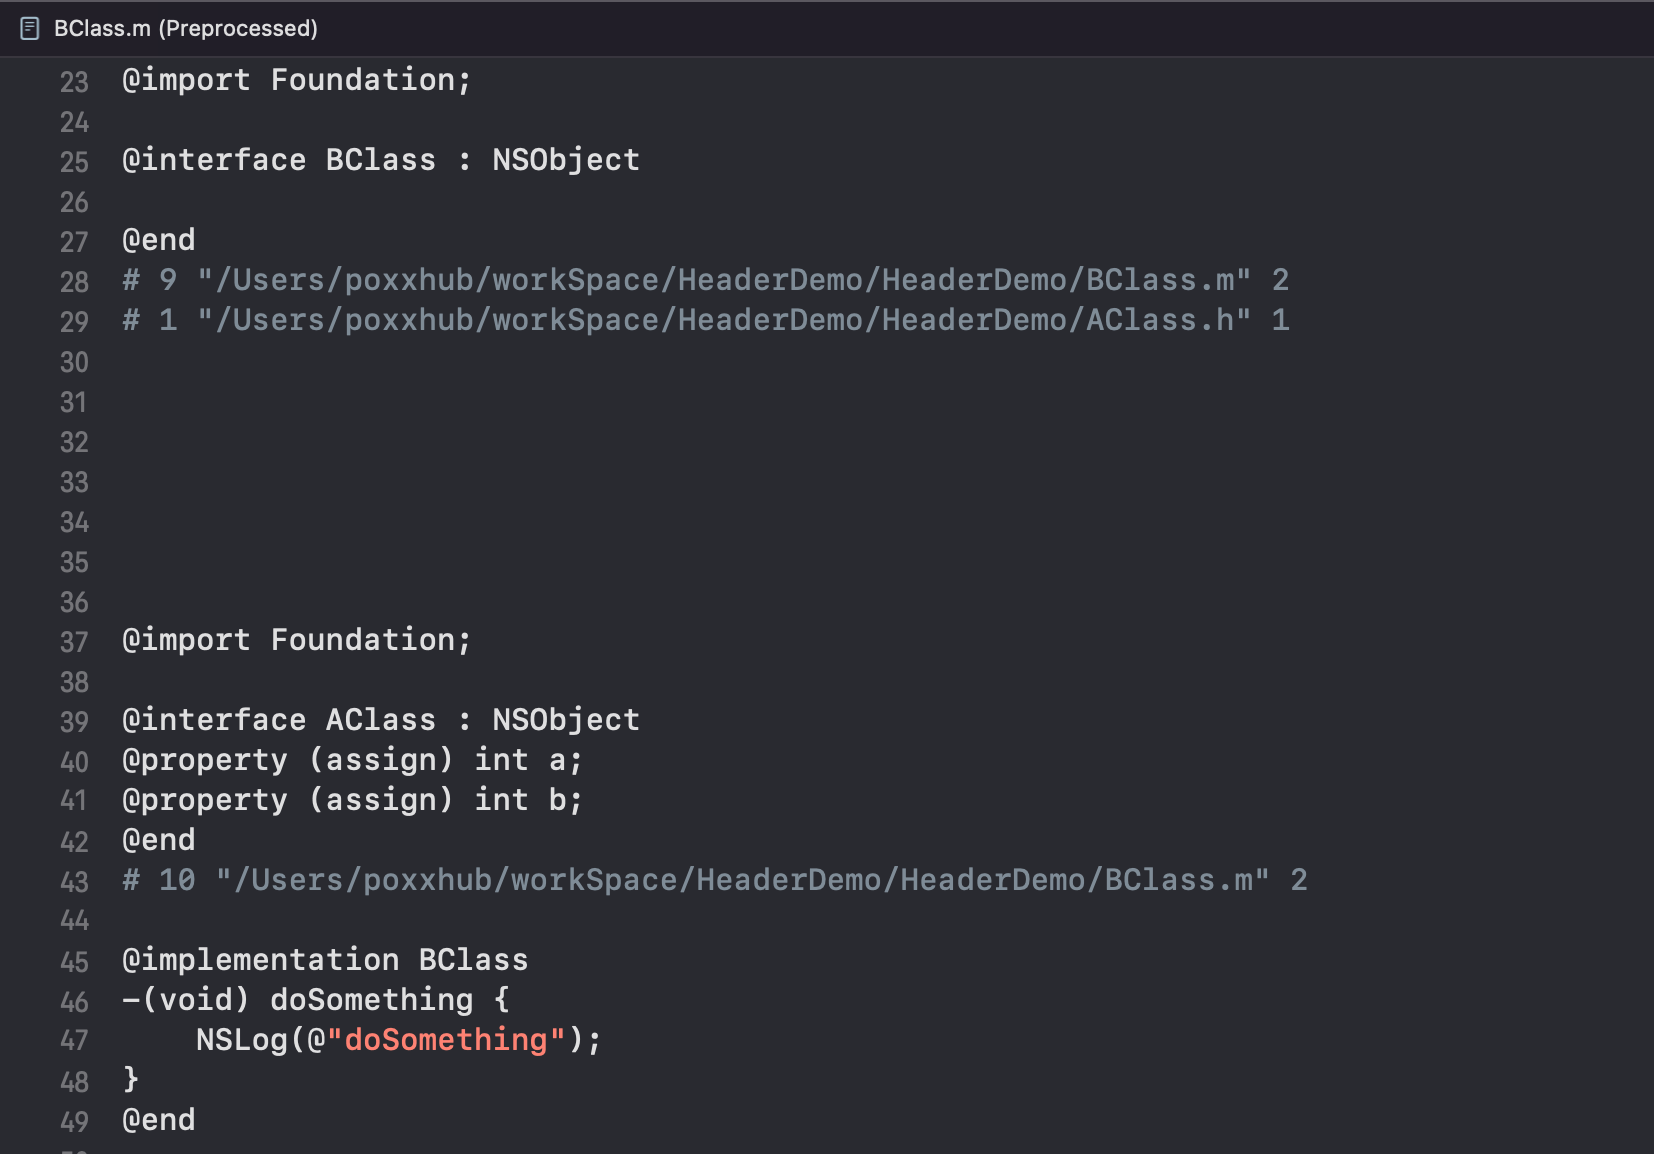 BClass.m (Preprocessed)
23 @import Foundation;
24
25 @interface BClass : NSObject
26
27 @end
28 # 9 "/Users/poxxhub/workSpace/HeaderDemo/HeaderDemo/BClass.m" 2
29 # 1 "/Users/poxxhub/workSpace/HeaderDemo/HeaderDemo/AClass.h" 1
30
31
32
33
34
35
36
37 @import Foundation;
38
39 @interface AClass : NSObject
40 @property (assign) int a;
41 @property (assign) int b;
42 @end
43 # 10 "/Users/poxxhub/workSpace/HeaderDemo/HeaderDemo/BClass.m" 2
44
45 @implementation BClass
46 -(void) doSomething {
47     NSLog(@"doSomething");
48 }
49 @end